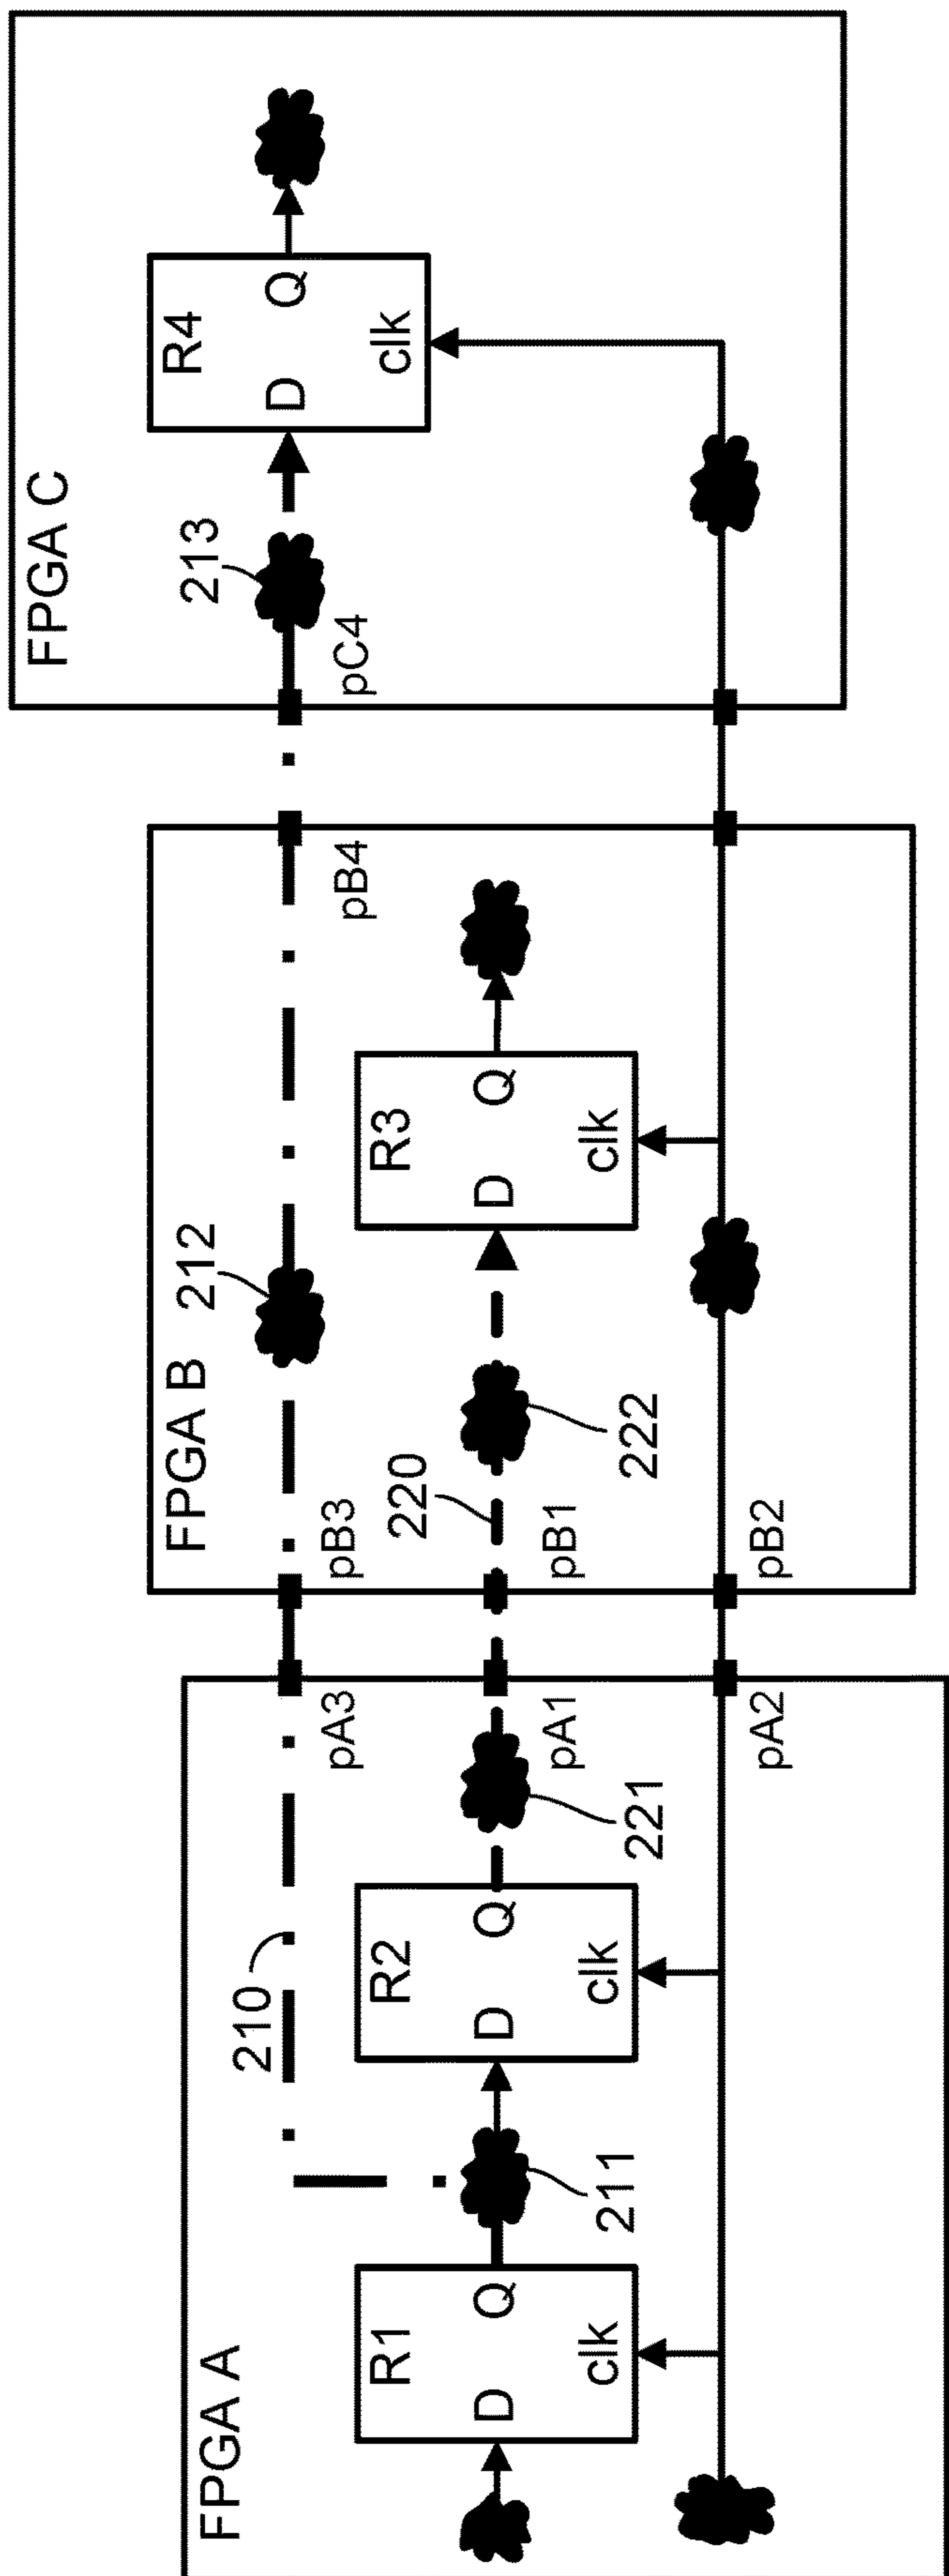 FPGA A
R1
D Q
clk
211
210
R2
D Q
clk
221
pA3
pA1
pA2
FPGA B
pB3
pB1
pB2
220
222
212
R3
D Q
clk
pB4
FPGA C
pC4
213
R4
D Q
clk